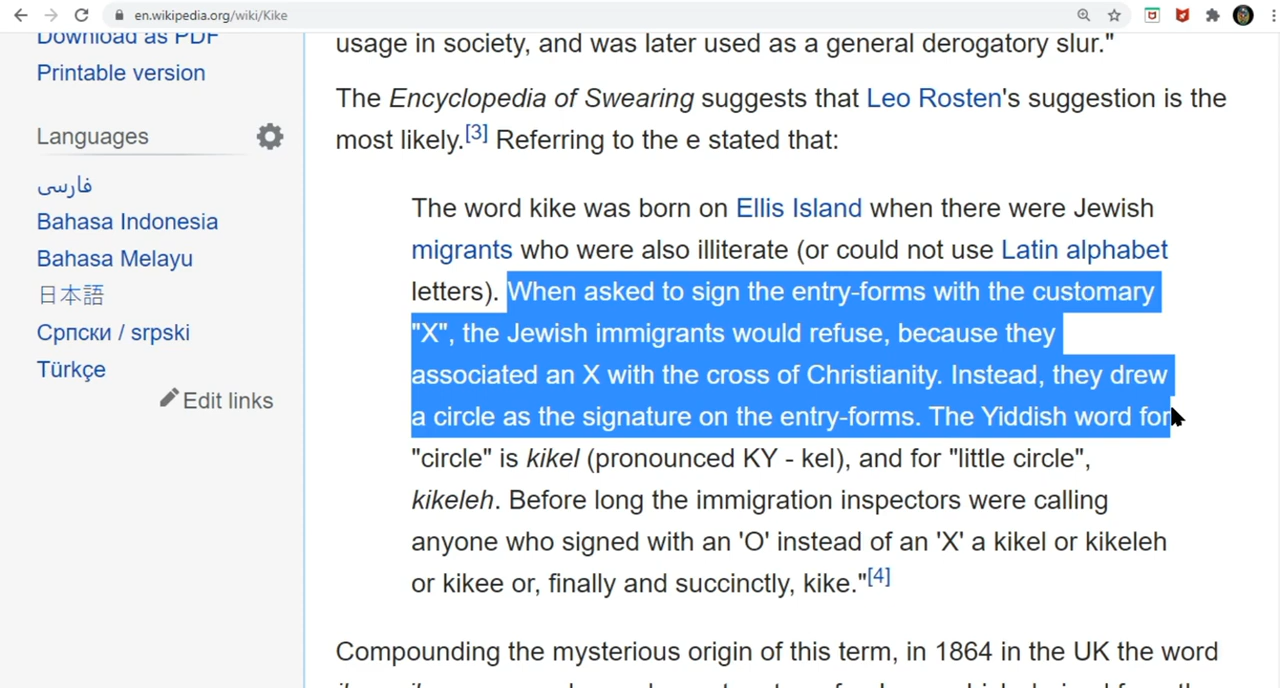 en.wikipedia.org/wiki/Kike
Download as PDF
Printable version
Languages
فارسی
Bahasa Indonesia
Bahasa Melayu
日本語
Српски / srpski
Türkçe
Edit links
usage in society, and was later used as a general derogatory slur."
The Encyclopedia of Swearing suggests that Leo Rosten's suggestion is the
most likely.[3] Referring to the e stated that:
The word kike was born on Ellis Island when there were Jewish
migrants who were also illiterate (or could not use Latin alphabet
letters). When asked to sign the entry-forms with the customary
"X", the Jewish immigrants would refuse, because they
associated an X with the cross of Christianity. Instead, they drew
a circle as the signature on the entry-forms. The Yiddish word for
"circle" is kikel (pronounced KY - kel), and for "little circle",
kikeleh. Before long the immigration inspectors were calling
anyone who signed with an 'O' instead of an 'X' a kikel or kikeleh
or kikee or, finally and succinctly, kike."[4]
Compounding the mysterious origin of this term, in 1864 in the UK the word